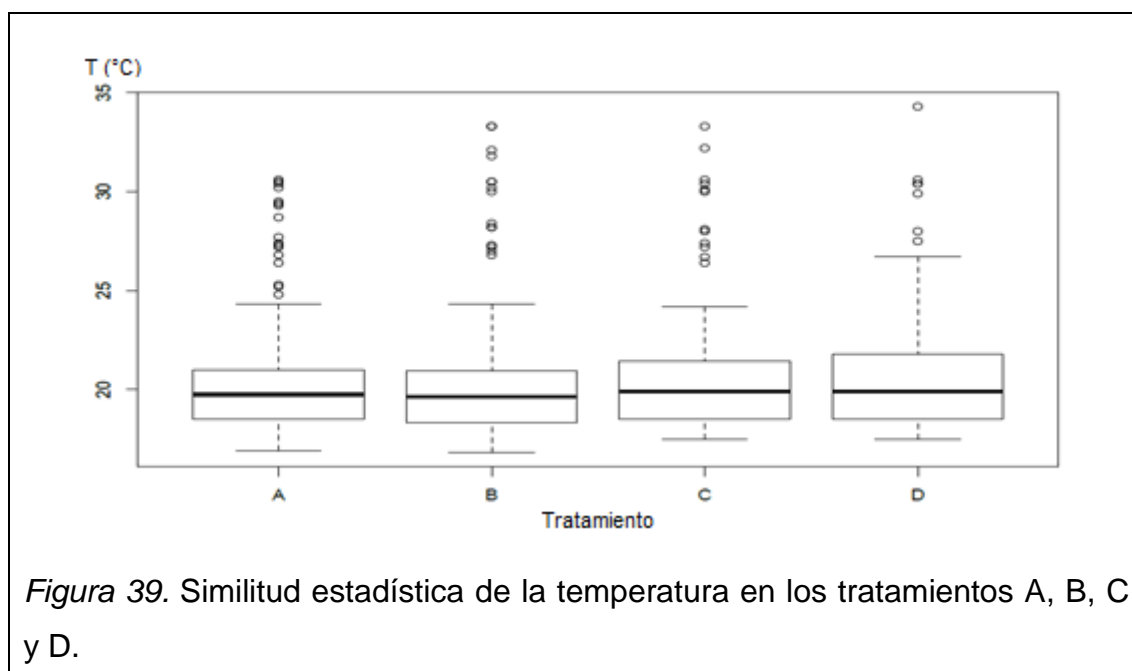 T (°C)
35
30
25
20
A B C D
Tratamiento
Figura 39. Similitud estadística de la temperatura en los tratamientos A, B, C
y D.